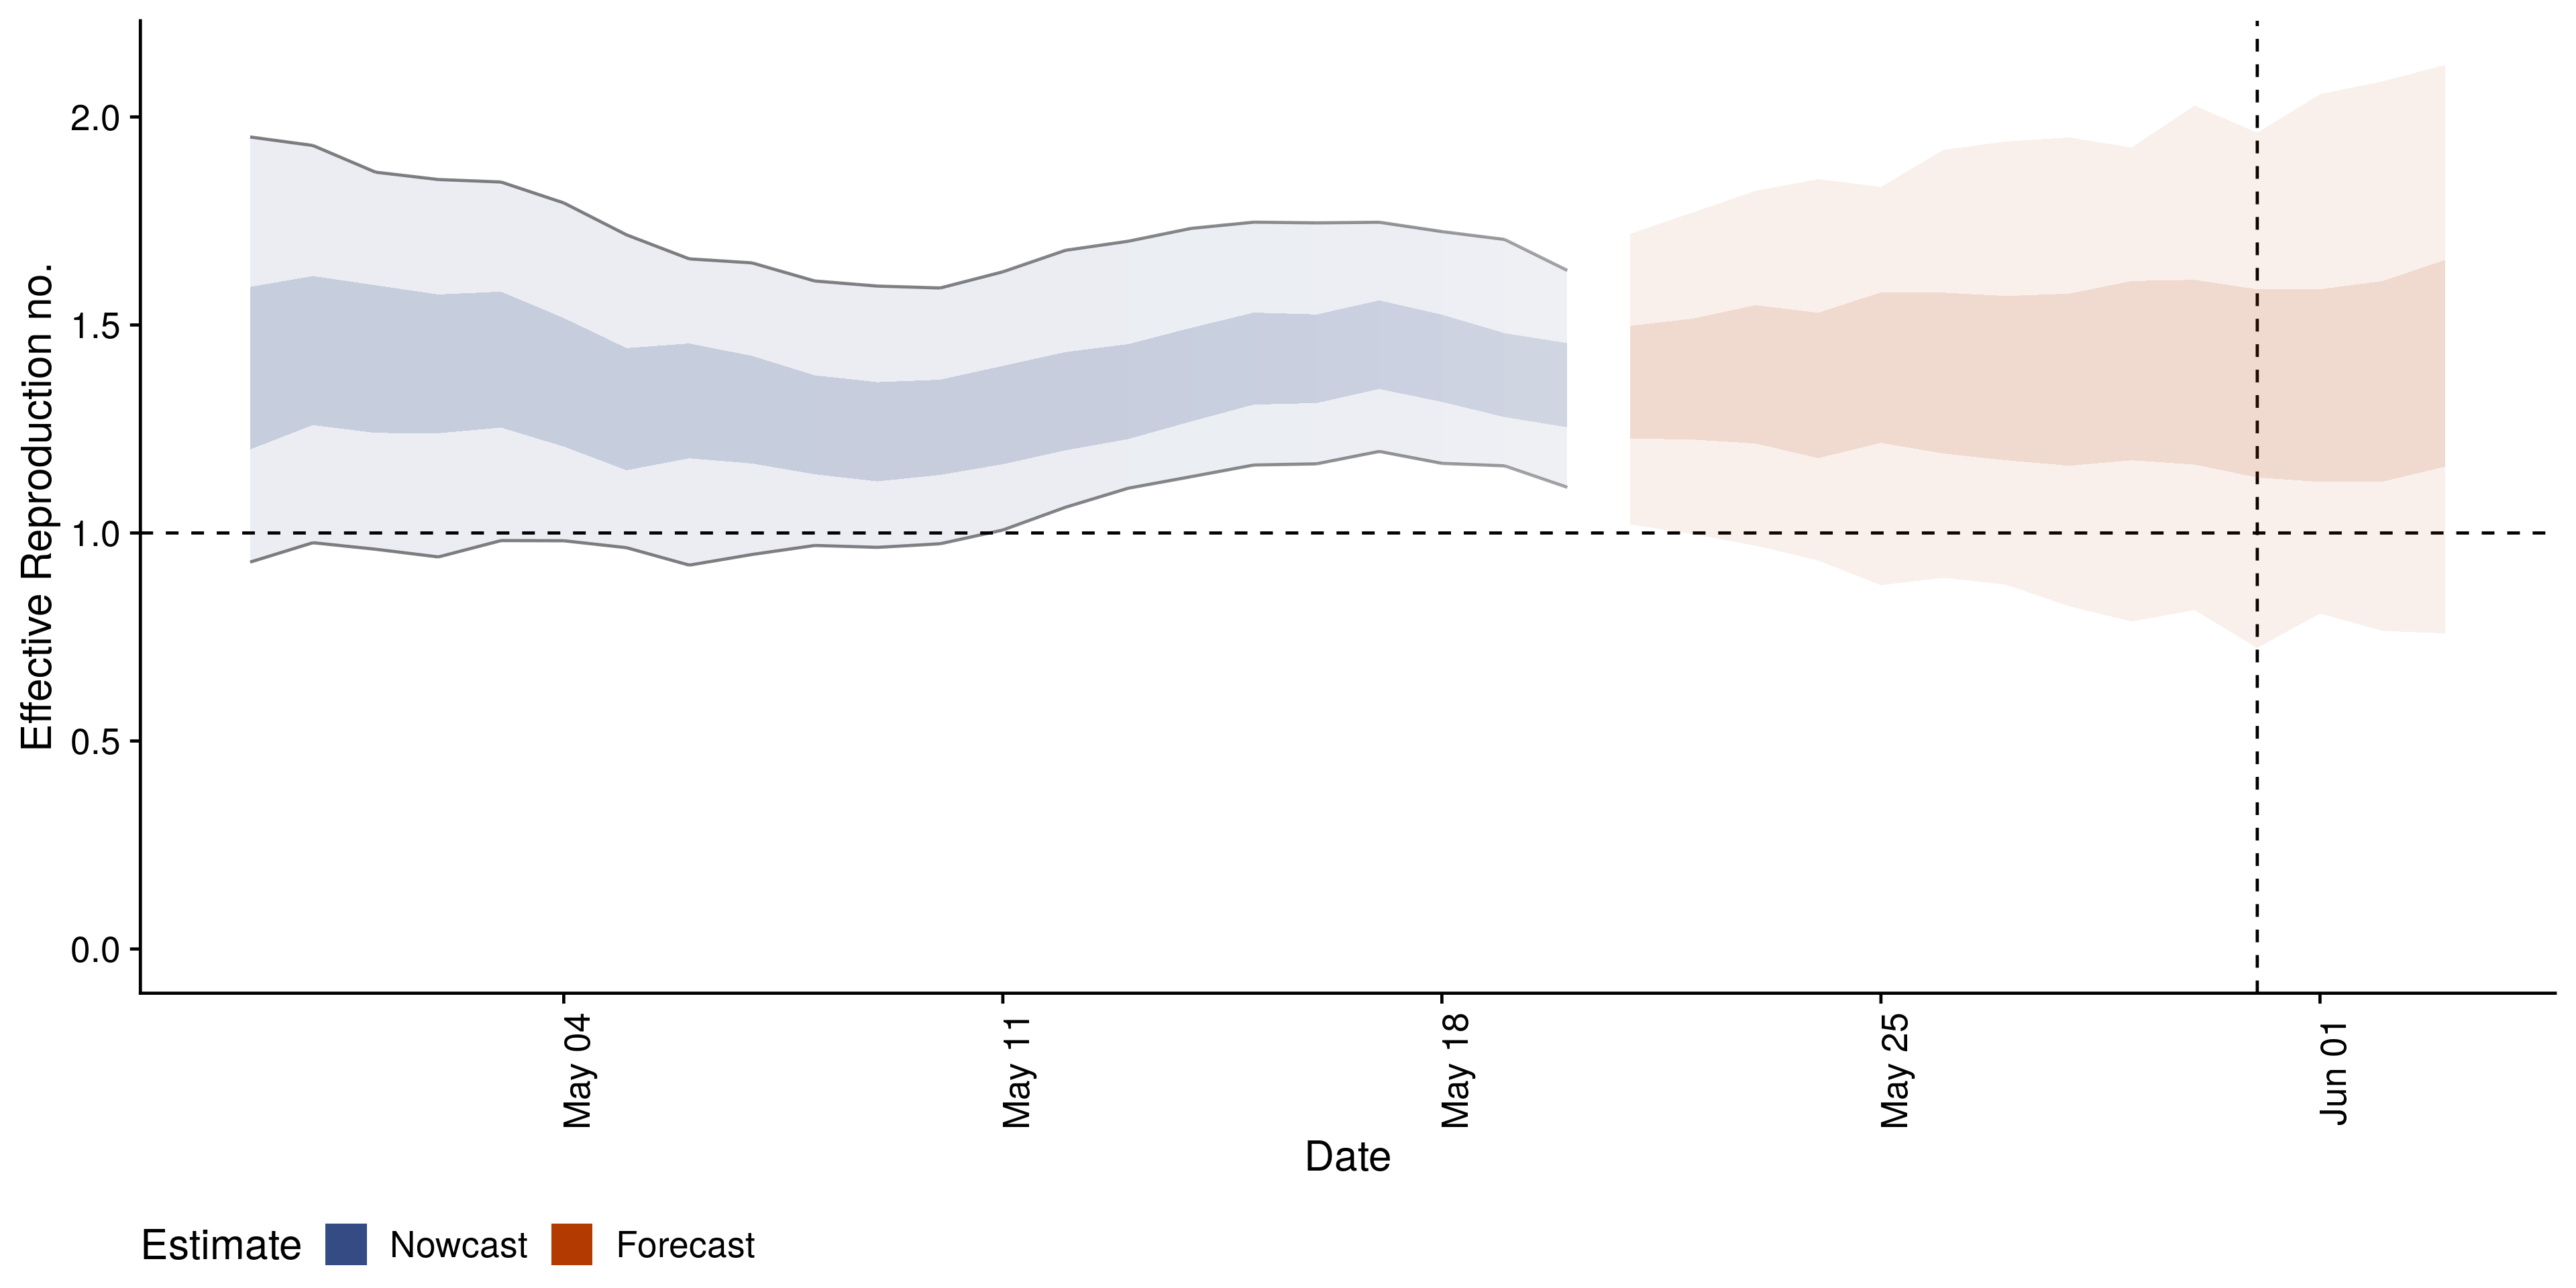 Effective Reproduction no.
2.0
1.5
1.0
0.5
0.0
May 04
May 11
May 18
May 25
Jun 01
Date
Estimate Nowcast Forecast